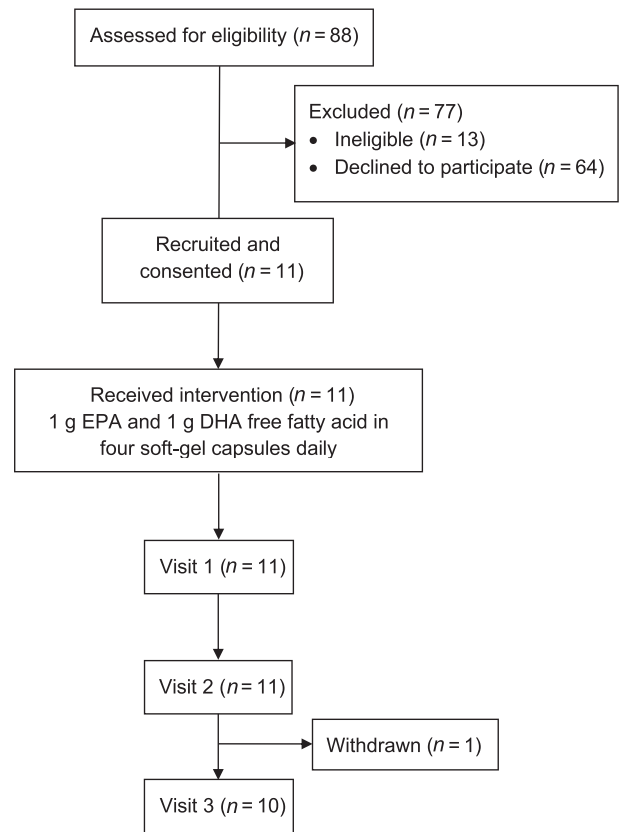 Assessed for eligibility (n = 88)
Excluded (n = 77)
• Ineligible (n = 13)
• Declined to participate (n = 64)
Recruited and
consented (n = 11)
Received intervention (n = 11)
1 g EPA and 1 g DHA free fatty acid in
four soft-gel capsules daily
Visit 1 (n = 11)
Visit 2 (n = 11)
Withdrawn (n = 1)
Visit 3 (n = 10)